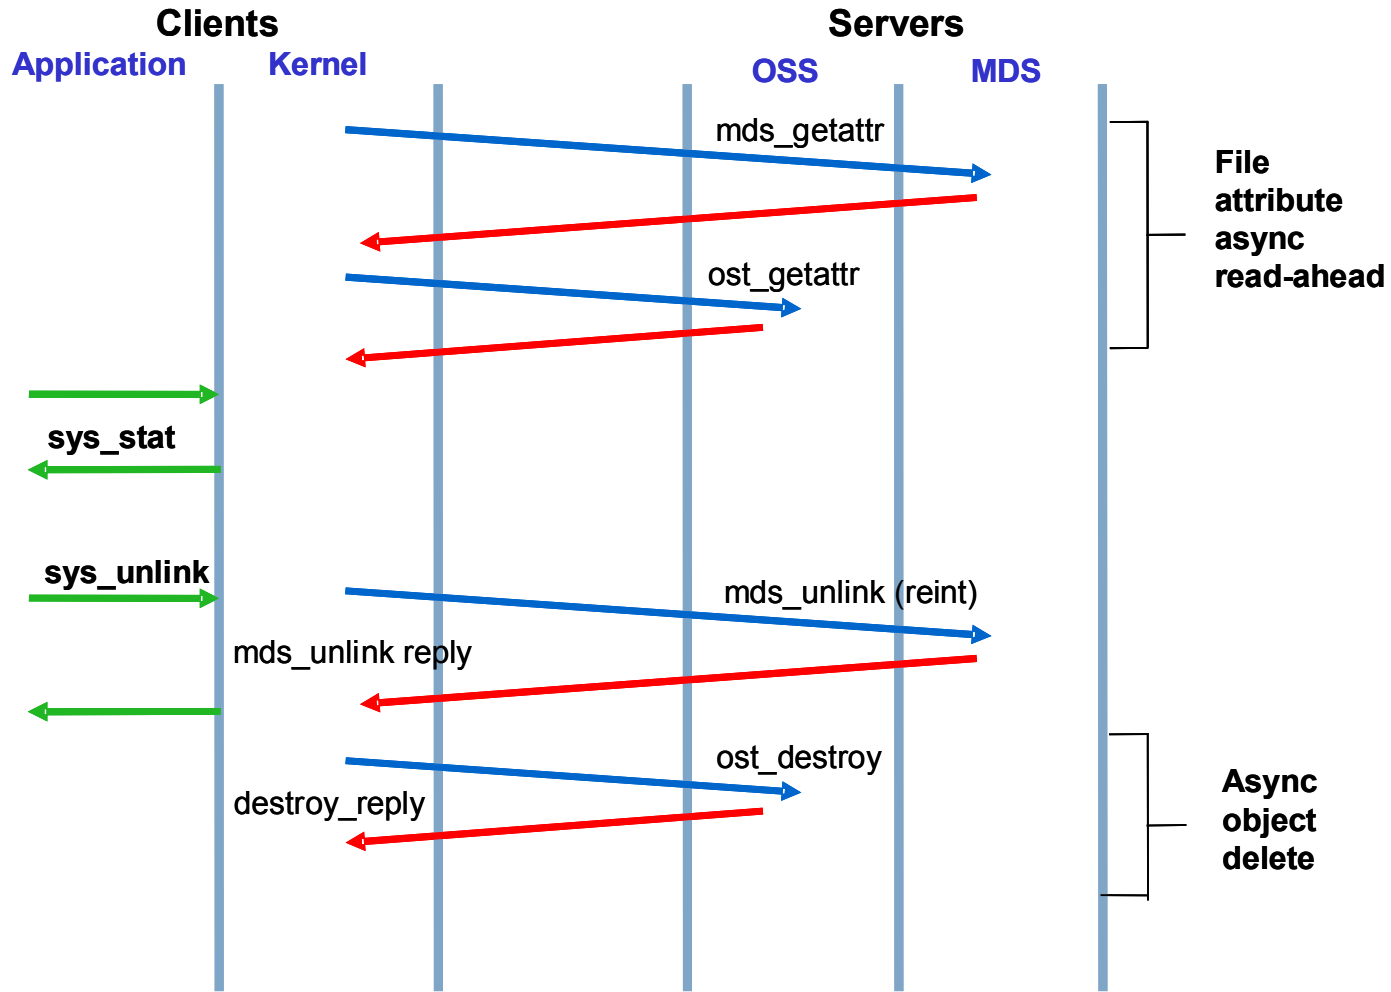 Clients
Servers
Application
Kernel
OSS
MDS
mds_getattr
File
attribute
async
read-ahead
ost_getattr
sys_stat
sys_unlink
mds_unlink (reint)
mds_unlink reply
ost_destroy
destroy_reply
Async
object
delete